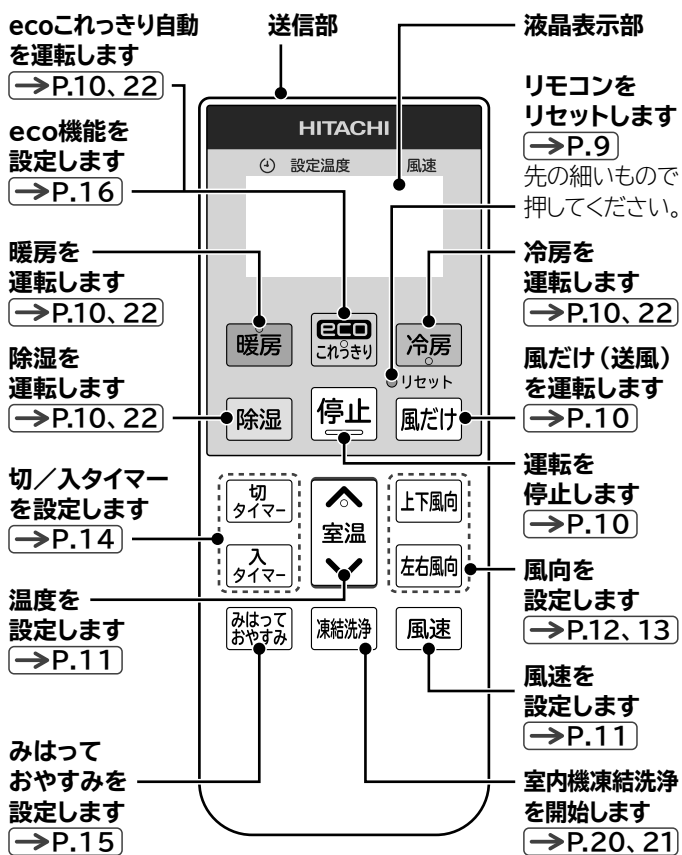 ecoこれっきり自動
を運転します
→P.10、22
eco機能を
設定します
→P.16
暖房を
運転します
→P.10、22
除湿を
運転します
→P.10、22
切／入タイマー
を設定します
→P.14
温度を
設定します
→P.11
みはって
おやすみを
設定します
→P.15
送信部
HITACHI
設定温度
風速
暖房
eco
これっきり
冷房
リセット
除湿
停止
風だけ
切
タイマー
室温
上下風向
入
タイマー
左右風向
みはって
おやすみ
凍結洗浄
風速
液晶表示部
リモコンを
リセットします
→P.9
先の細いもので
押してください。
冷房を
運転します
→P.10、22
風だけ（送風）
を運転します
→P.10
運転を
停止します
→P.10
風向を
設定します
→P.12、13
風速を
設定します
→P.11
室内機凍結洗浄
を開始します
→P.20、21